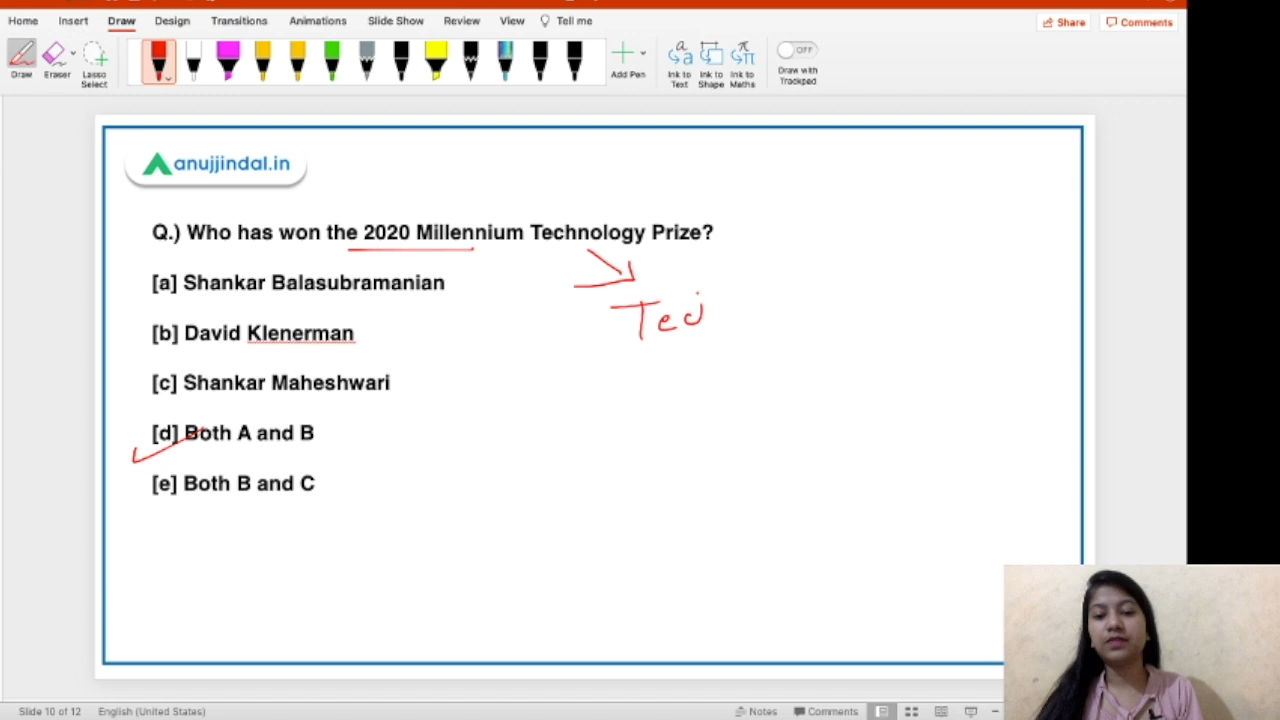 Home Insert Draw Design Transitions Animations Slide Show Review View Tell me Share Comments
Draw Eraser Lasso Select Add Pen Ink to Text Ink to Shape Ink to Maths OFF Draw with Trackpad
anujjindal.in
Q.) Who has won the 2020 Millennium Technology Prize?
[a] Shankar Balasubramanian
Tec
[b] David Klenerman
[c] Shankar Maheshwari
[d] Both A and B
[e] Both B and C
Slide 10 of 12 English (United States) Notes Comments